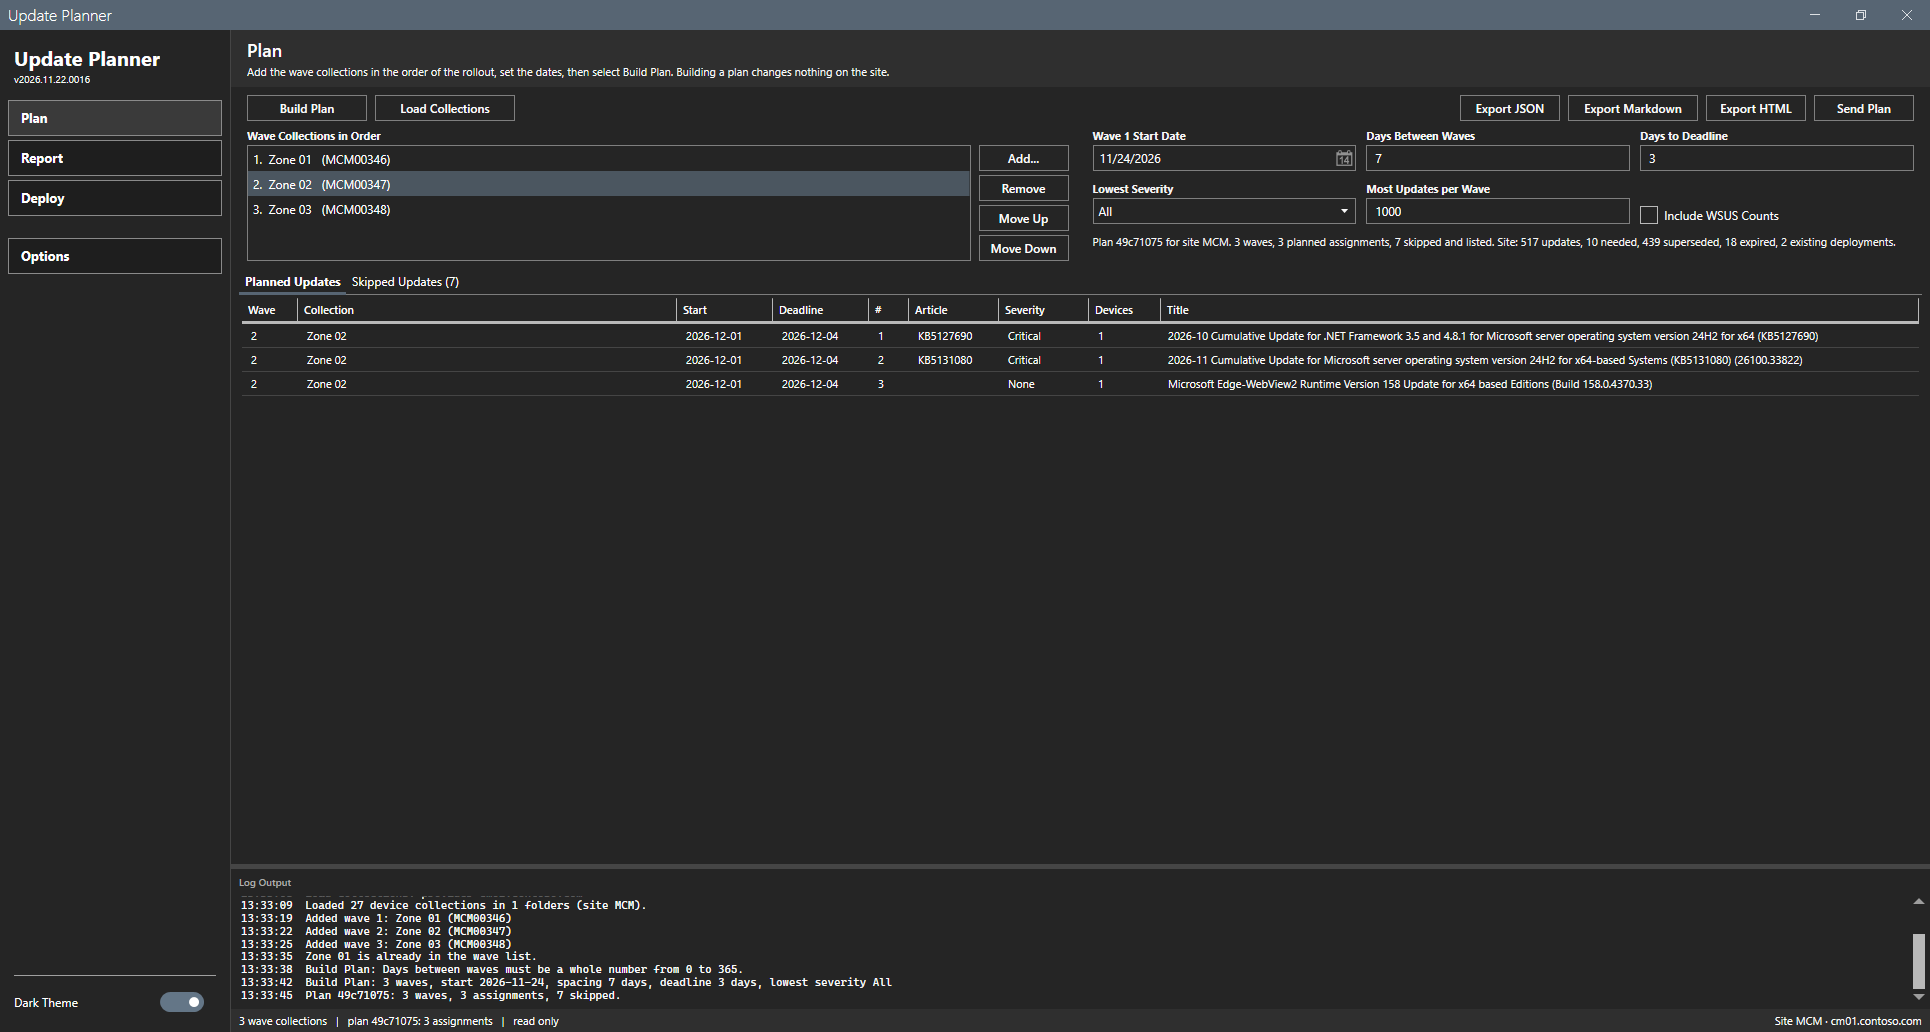 Update Planner
Update Planner
v2026.11.22.0016
Plan
Report
Deploy
Options
Dark Theme
Plan
Add the wave collections in the order of the rollout, set the dates, then select Build Plan. Building a plan changes nothing on the site.
Build Plan
Load Collections
Export JSON
Export Markdown
Export HTML
Send Plan
Wave Collections in Order
1. Zone 01 (MCM00346)
2. Zone 02 (MCM00347)
3. Zone 03 (MCM00348)
Add...
Remove
Move Up
Move Down
Wave 1 Start Date
11/24/2026
14
Days Between Waves
7
Days to Deadline
3
Lowest Severity
All
Most Updates per Wave
1000
Include WSUS Counts
Plan 49c71075 for site MCM. 3 waves, 3 planned assignments, 7 skipped and listed. Site: 517 updates, 10 needed, 439 superseded, 18 expired, 2 existing deployments.
Planned Updates
Skipped Updates (7)
Wave Collection Start Deadline # Article Severity Devices Title
2 Zone 02 2026-12-01 2026-12-04 1 KB5127690 Critical 1 2026-10 Cumulative Update for .NET Framework 3.5 and 4.8.1 for Microsoft server operating system version 24H2 for x64 (KB5127690)
2 Zone 02 2026-12-01 2026-12-04 2 KB5131080 Critical 1 2026-11 Cumulative Update for Microsoft server operating system version 24H2 for x64-based Systems (KB5131080) (26100.33822)
2 Zone 02 2026-12-01 2026-12-04 3 None 1 Microsoft Edge-WebView2 Runtime Version 158 Update for x64 based Editions (Build 158.0.4370.33)
Log Output
13:33:09 Loaded 27 device collections in 1 folders (site MCM).
13:33:19 Added wave 1: Zone 01 (MCM00346)
13:33:22 Added wave 2: Zone 02 (MCM00347)
13:33:25 Added wave 3: Zone 03 (MCM00348)
13:33:35 Zone 01 is already in the wave list.
13:33:38 Build Plan: Days between waves must be a whole number from 0 to 365.
13:33:42 Build Plan: 3 waves, start 2026-11-24, spacing 7 days, deadline 3 days, lowest severity All
13:33:45 Plan 49c71075: 3 waves, 3 assignments, 7 skipped.
3 wave collections | plan 49c71075: 3 assignments | read only
Site MCM · cm01.contoso.com